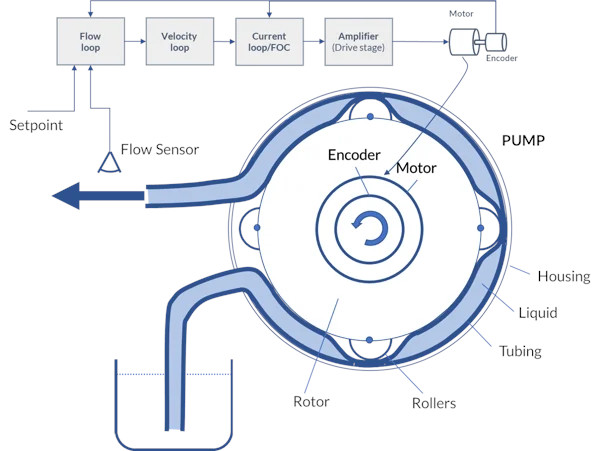 Motor
Flow
loop
Velocity
loop
Current
loop/FOC
Amplifier
(Drive stage)
Encoder
Setpoint
Flow Sensor
PUMP
Encoder
Motor
Housing
Liquid
Tubing
Rotor
Rollers